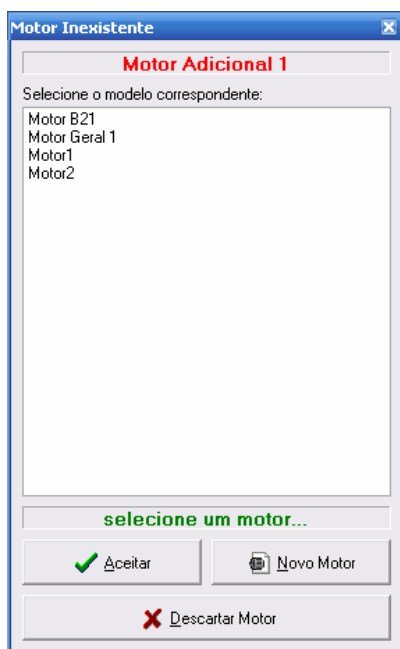 Motor Inexistente
Motor Adicional 1
Selecione o modelo correspondente:
Motor B21
Motor Geral 1
Motor1
Motor2
selecione um motor...
Aceitar
Novo Motor
Descartar Motor